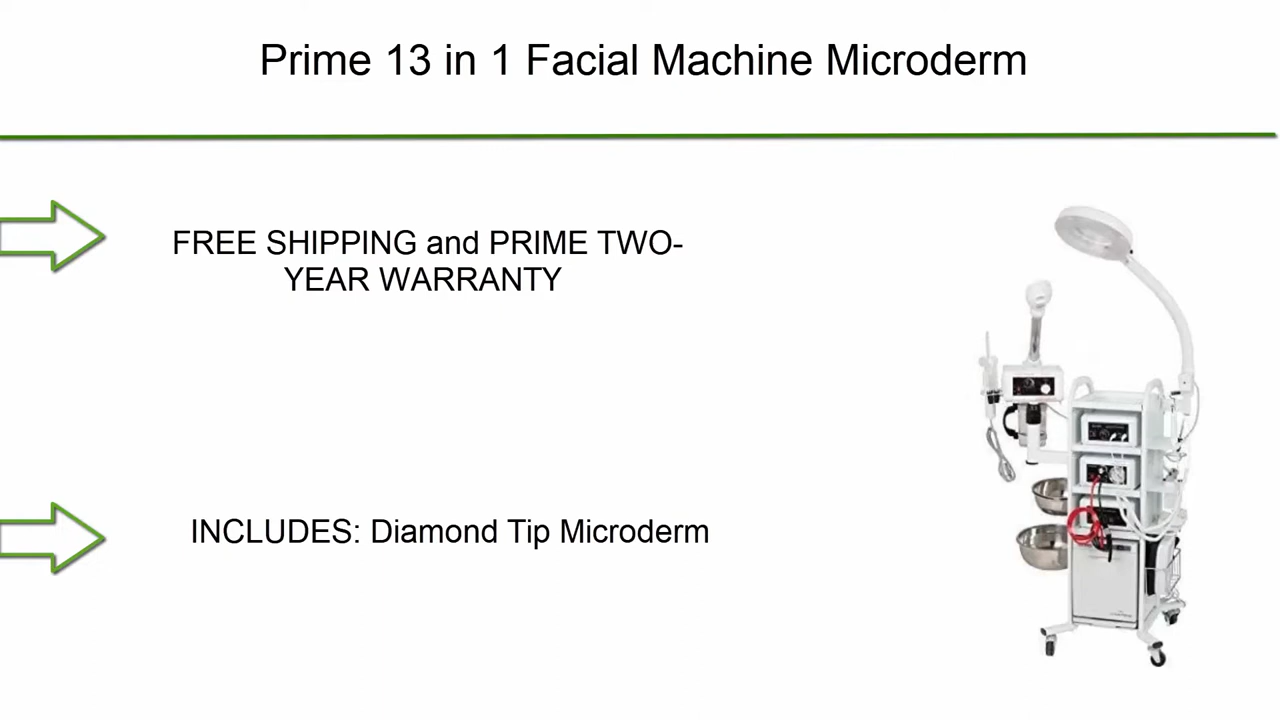 Prime 13 in 1 Facial Machine Microderm
FREE SHIPPING and PRIME TWO-
YEAR WARRANTY
INCLUDES: Diamond Tip Microderm